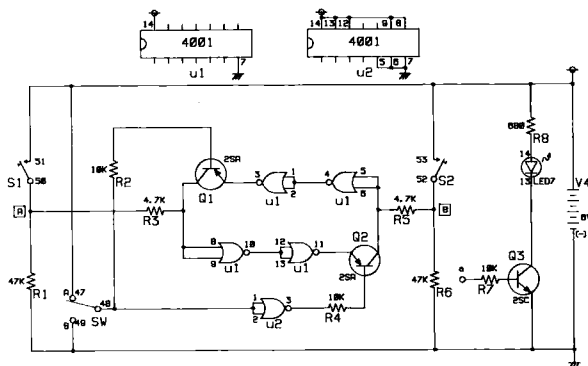 14
4001
7
u1
14 13 12 9 8
4001
5 6 7
u2
S1
51
50
A
10K
R2
2SA
Q1
3
1
2
u1
4
5
6
u1
4.7K
R3
4.7K
R5
B
53
52
S2
680
R8
14
13
LED7
V4
(-)
8
9
10
u1
12
13
11
u1
Q2
2SA
47K
R1
A 47
48
B 49
SW
1
2
3
u2
10K
R4
47K
R6
a
10K
R7
Q3
2SC